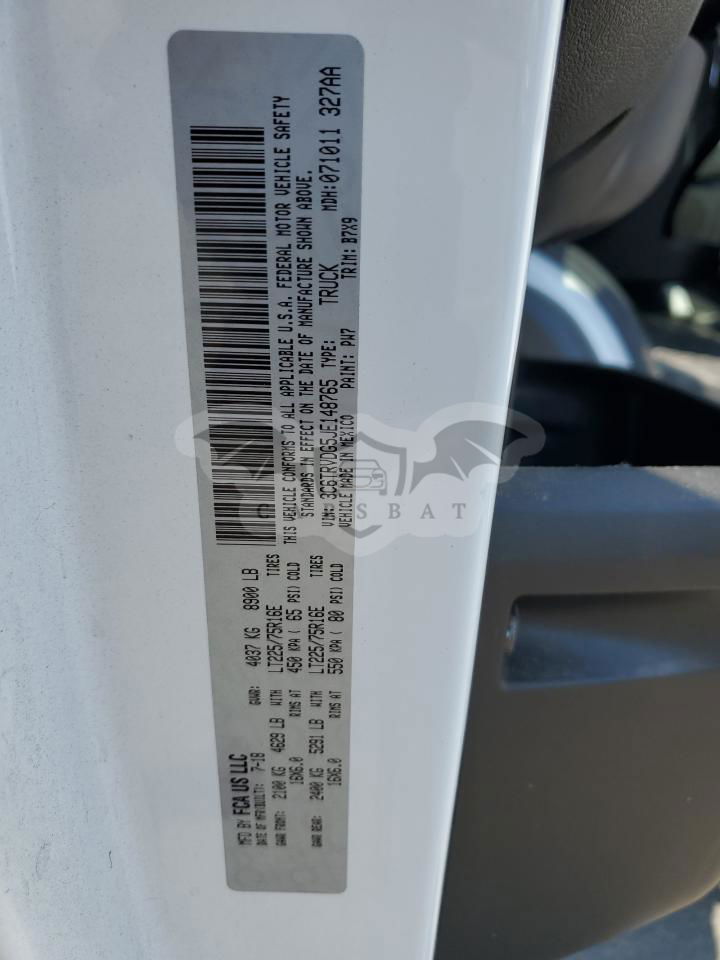 MFD BY FCA US LLC
DATE OF MFR(BUILT): 7-18 GVWR: 4037 KG 8900 LB
GAWR FRONT: 2100 KG 4629 LB WITH LT225/75R16E TIRES
16X6.0 RIMS AT 450 KPA ( 65 PSI) COLD
GAWR REAR: 2400 KG 5291 LB WITH LT225/75R16E TIRES
16X6.0 RIMS AT 550 KPA ( 80 PSI) COLD
THIS VEHICLE CONFORMS TO ALL APPLICABLE U.S.A. FEDERAL MOTOR VEHICLE SAFETY
STANDARDS IN EFFECT ON THE DATE OF MANUFACTURE SHOWN ABOVE.
VIN: 3C6TRVDG5JE148765 TYPE: TRUCK MDH:071011 327AA
VEHICLE MADE IN MEXICO PAINT: PW7 TRIM: B7X9
CARSBAT